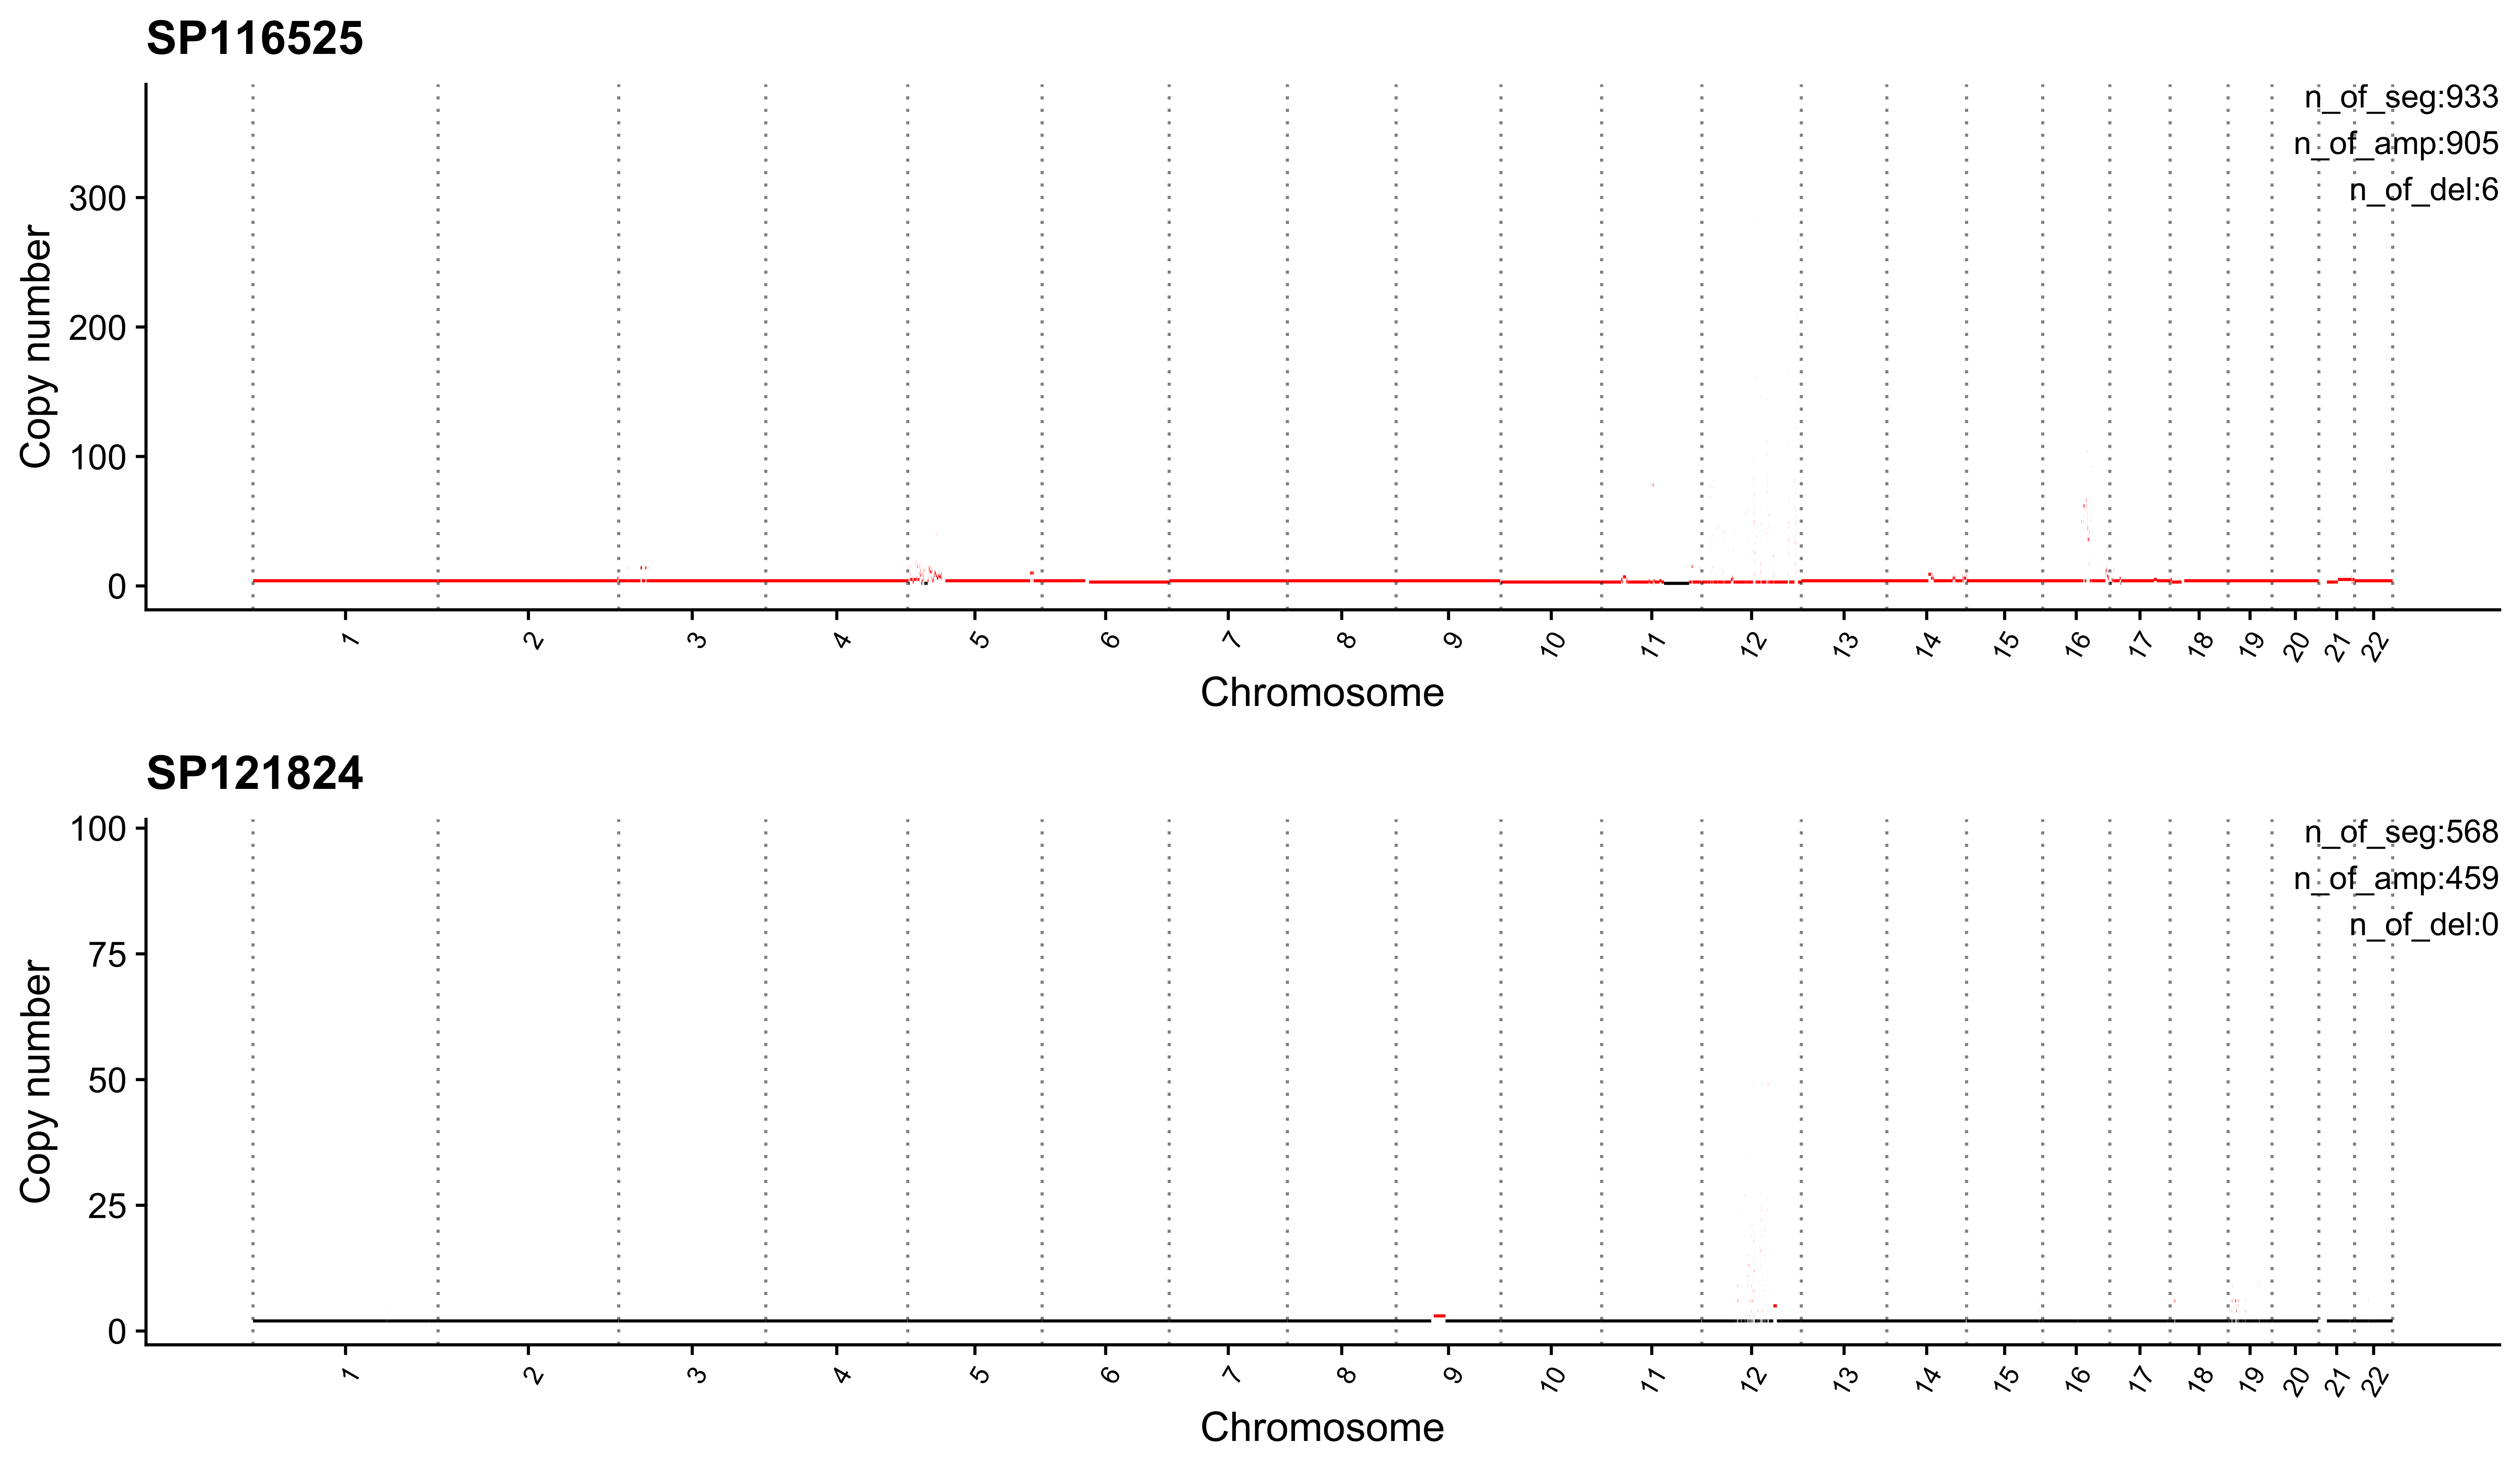 SP116525
n_of_seg:933
n_of_amp:905
n_of_del:6
300
200
100
0
Copy number
1 2 3 4 5 6 7 8 9 10 11 12 13 14 15 16 17 18 19 20 21 22
Chromosome
SP121824
n_of_seg:568
n_of_amp:459
n_of_del:0
100
75
50
25
0
Copy number
1 2 3 4 5 6 7 8 9 10 11 12 13 14 15 16 17 18 19 20 21 22
Chromosome